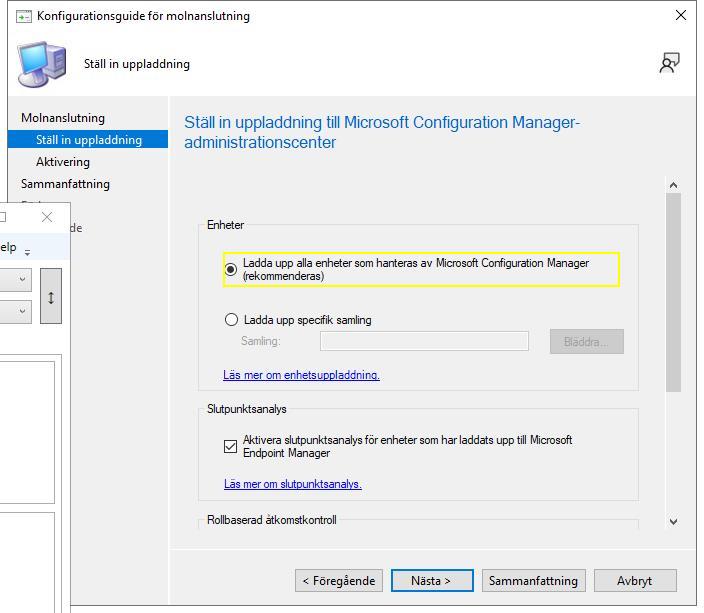 Konfigurationsguide för molnanslutning
Ställ in uppladdning
Molnanslutning
Ställ in uppladdning
Aktivering
Sammanfattning
de
elp
Ställ in uppladdning till Microsoft Configuration Manager-
administrationscenter
Enheter
Ladda upp alla enheter som hanteras av Microsoft Configuration Manager
(rekommenderas)
Ladda upp specifik samling
Samling:
Bläddra...
Läs mer om enhetsuppladdning.
Slutpunktsanalys
Aktivera slutpunktsanalys för enheter som har laddats upp till Microsoft
Endpoint Manager
Läs mer om slutpunktsanalys.
Rollbaserad åtkomstkontroll
< Föregående
Nästa >
Sammanfattning
Avbryt